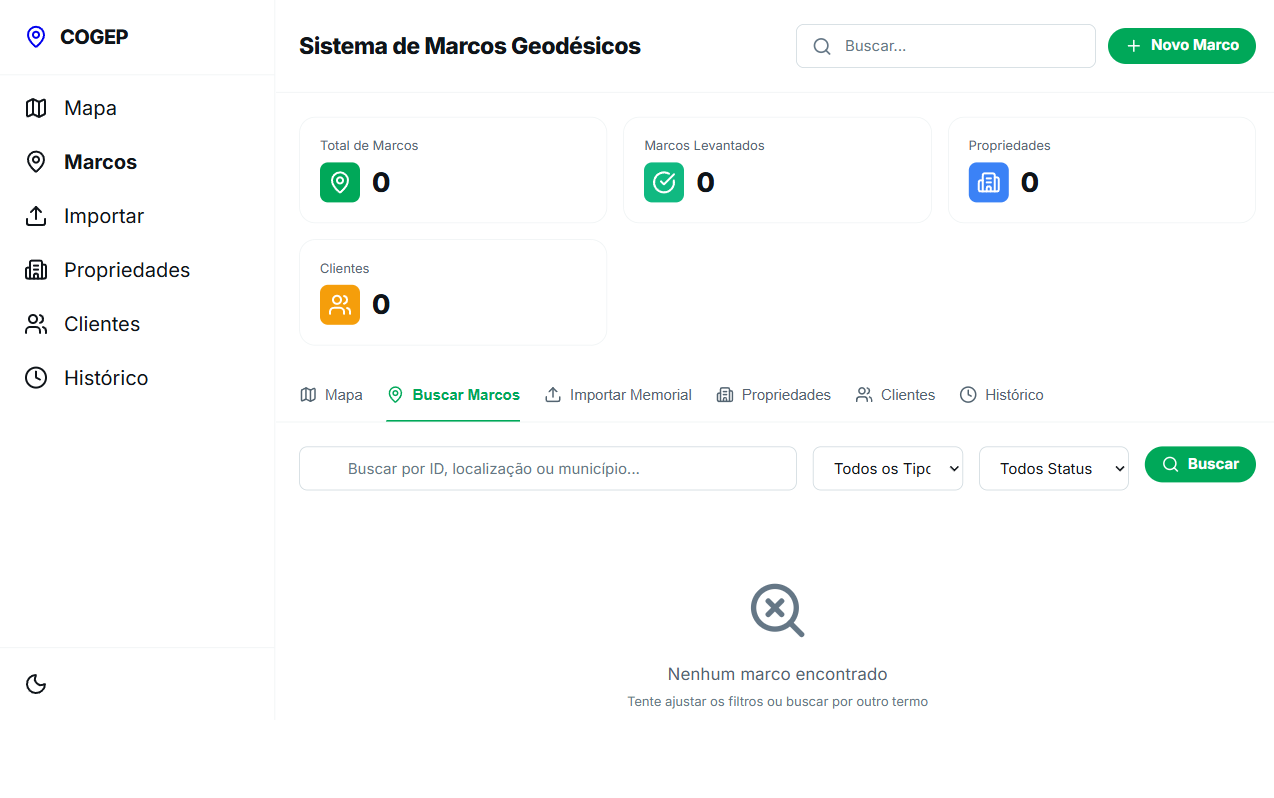 COGEP
Mapa
Marcos
Importar
Propriedades
Clientes
Histórico
Sistema de Marcos Geodésicos
Buscar...
Novo Marco
Total de Marcos
0
Marcos Levantados
0
Propriedades
0
Clientes
0
Mapa
Buscar Marcos
Importar Memorial
Propriedades
Clientes
Histórico
Buscar por ID, localização ou município...
Todos os Tipo
Todos Status
Buscar
Nenhum marco encontrado
Tente ajustar os filtros ou buscar por outro termo